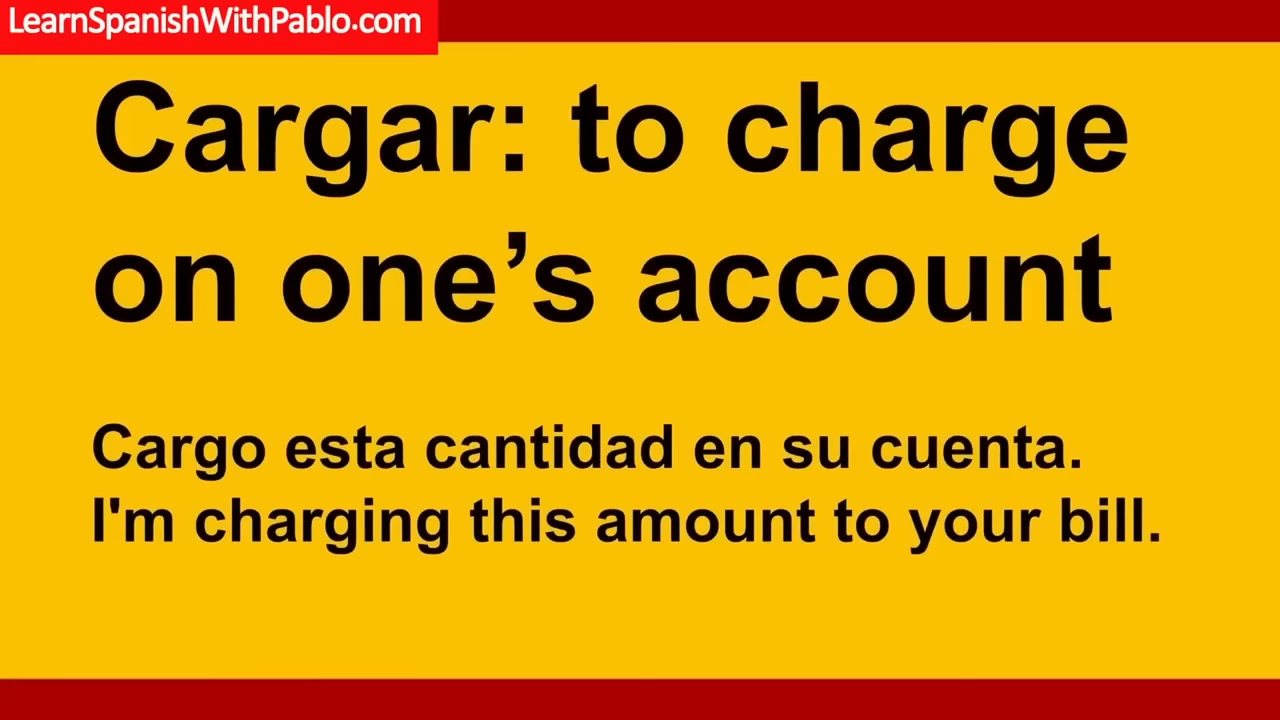 LearnSpanishWithPablo.com
Cargar: to charge
on one’s account
Cargo esta cantidad en su cuenta.
I'm charging this amount to your bill.